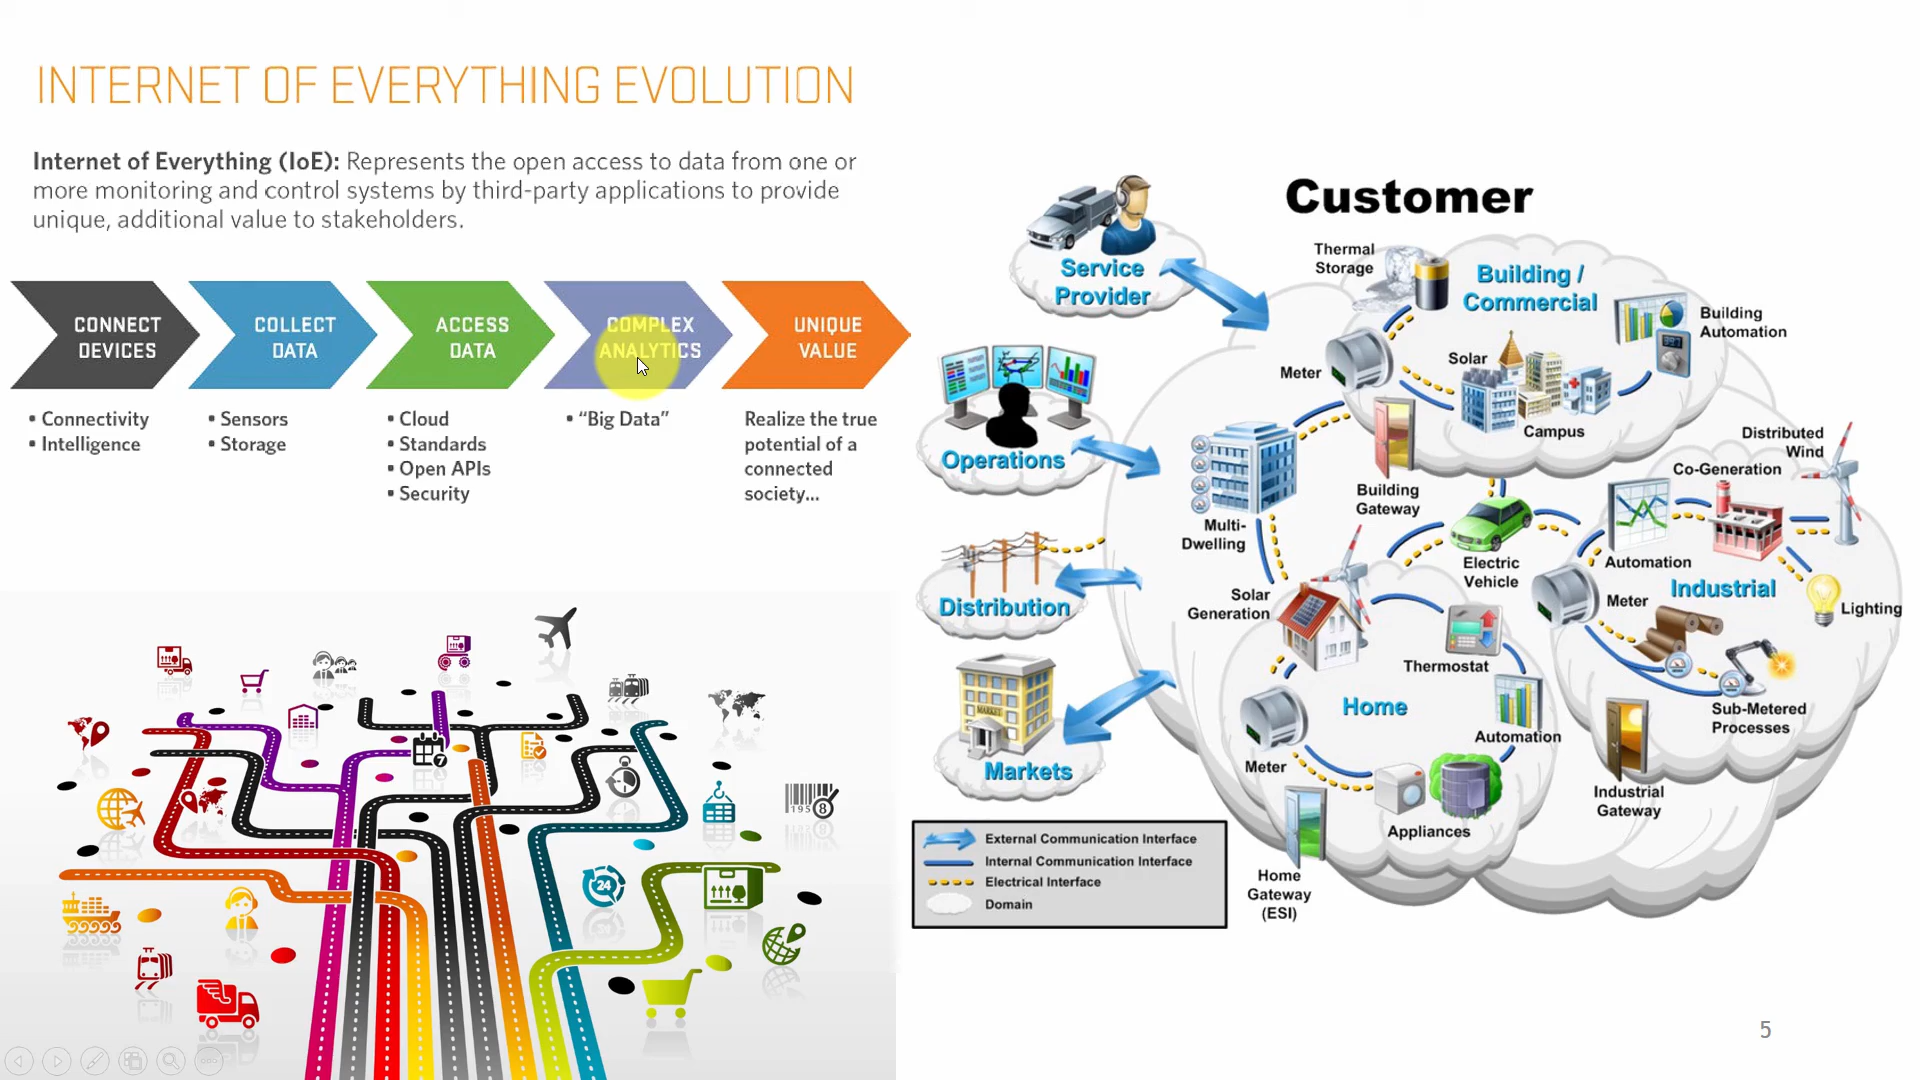 INTERNET OF EVERYTHING EVOLUTION
Internet of Everything (IoE): Represents the open access to data from one or
more monitoring and control systems by third-party applications to provide
unique, additional value to stakeholders.
CONNECT
DEVICES
COLLECT
DATA
ACCESS
DATA
COMPLEX
ANALYTICS
UNIQUE
VALUE
▪ Connectivity
▪ Intelligence
▪ Sensors
▪ Storage
▪ Cloud
▪ Standards
▪ Open APIs
▪ Security
▪ “Big Data”
Realize the true
potential of a
connected
society...
7
24
195
8
Customer
Service
Provider
Operations
Distribution
MARKET
Markets
Thermal
Storage
Building /
Commercial
Building
Automation
Meter
Solar
Campus
Multi-
Dwelling
Building
Gateway
Electric
Vehicle
Distributed
Wind
Co-Generation
Automation
Industrial
Meter
Lighting
Sub-Metered
Processes
Industrial
Gateway
Solar
Generation
Thermostat
Home
Automation
Meter
Appliances
Home
Gateway
(ESI)
External Communication Interface
Internal Communication Interface
Electrical Interface
Domain
5